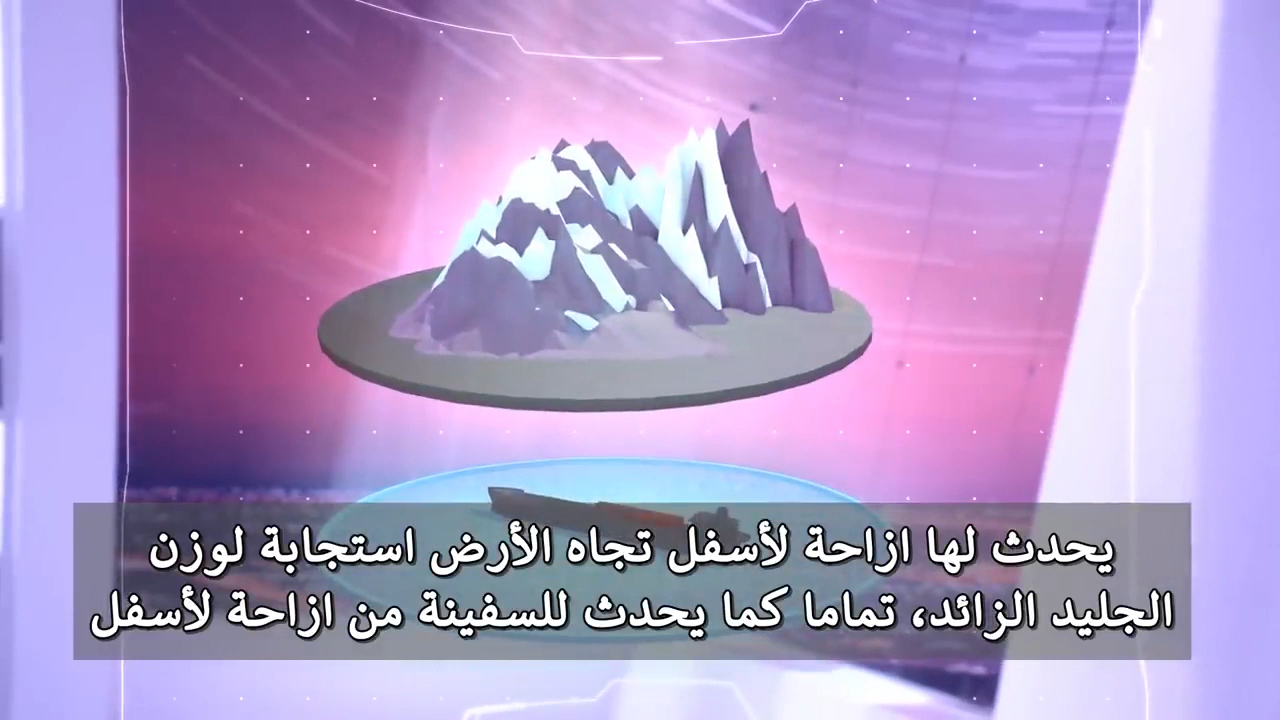 يحدث لها ازاحة لأسفل تجاه الأرض استجابة لوزن
الجليد الزائد، تماما كما يحدث للسفينة من ازاحة لأسفل